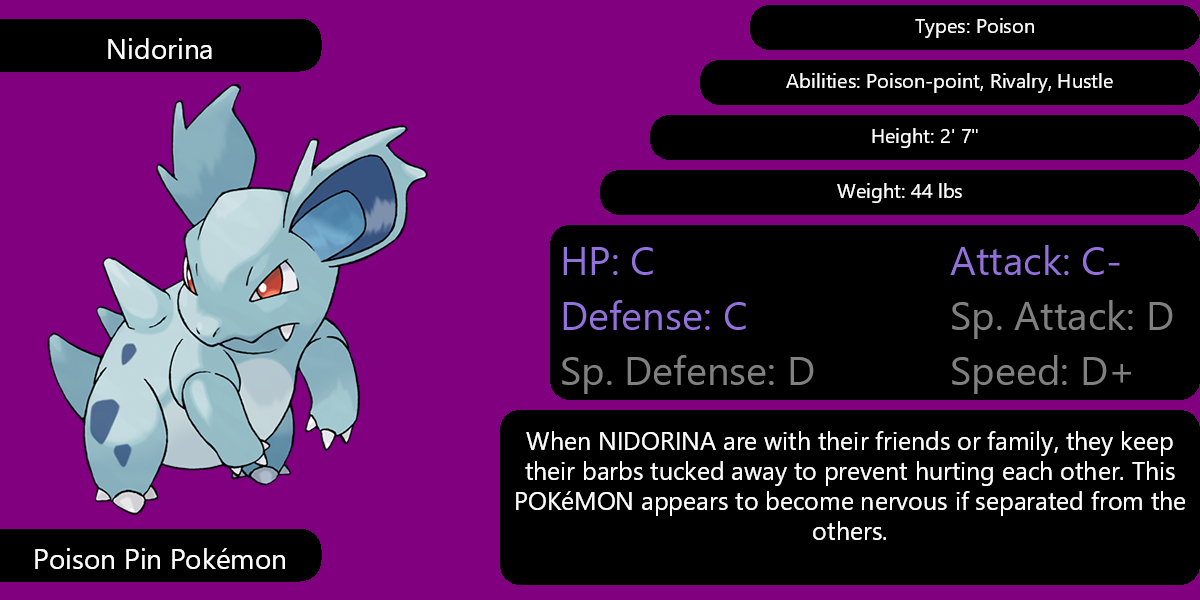 Nidorina
Types: Poison
Abilities: Poison-point, Rivalry, Hustle
Height: 2' 7"
Weight: 44 lbs
HP: C
Attack: C-
Defense: C
Sp. Attack: D
Sp. Defense: D
Speed: D+
When NIDORINA are with their friends or family, they keep
their barbs tucked away to prevent hurting each other. This
POKéMON appears to become nervous if separated from the
others.
Poison Pin Pokémon